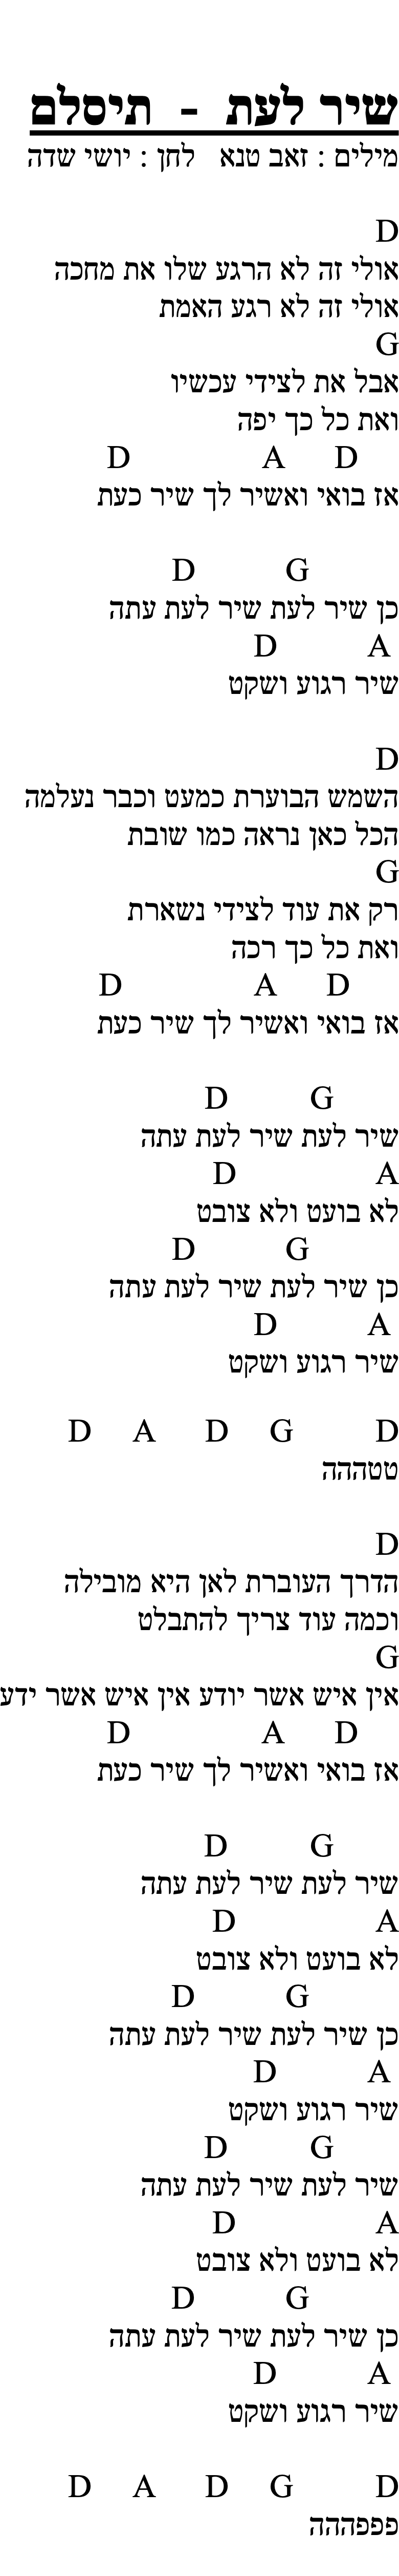 שיר לעת - תיסלם
מילים : זאב טנא   לחן : יושי שדה
D
אולי זה לא הרגע שלו את מחכה
אולי זה לא רגע האמת
G
אבל את לצידי עכשיו
ואת כל כך יפה
D A D
אז בואי ואשיר לך שיר כעת
D G
כן שיר לעת שיר לעת עתה
D A
שיר רגוע ושקט
D
השמש הבוערת כמעט וכבר נעלמה
הכל כאן נראה כמו שובת
G
רק את עוד לצידי נשארת
ואת כל כך רכה
D A D
אז בואי ואשיר לך שיר כעת
D G
שיר לעת שיר לעת עתה
D A
לא בועט ולא צובט
D G
כן שיר לעת שיר לעת עתה
D A
שיר רגוע ושקט
D A D G D
טטההה
D
הדרך העוברת לאן היא מובילה
וכמה עוד צריך להתבלט
G
אין איש אשר יודע אין איש אשר ידע
D A D
אז בואי ואשיר לך שיר כעת
D G
שיר לעת שיר לעת עתה
D A
לא בועט ולא צובט
D G
כן שיר לעת שיר לעת עתה
D A
שיר רגוע ושקט
D G
שיר לעת שיר לעת עתה
D A
לא בועט ולא צובט
D G
כן שיר לעת שיר לעת עתה
D A
שיר רגוע ושקט
D A D G D
פפפההה